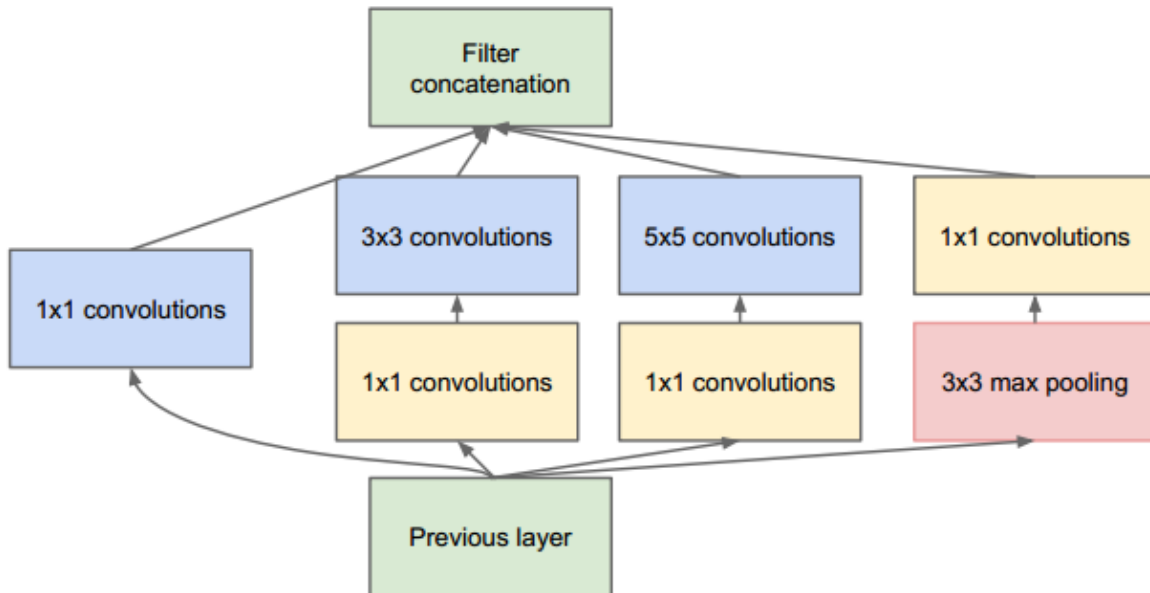 Filter
concatenation
3x3 convolutions
5x5 convolutions
1x1 convolutions
1x1 convolutions
1x1 convolutions
1x1 convolutions
3x3 max pooling
Previous layer